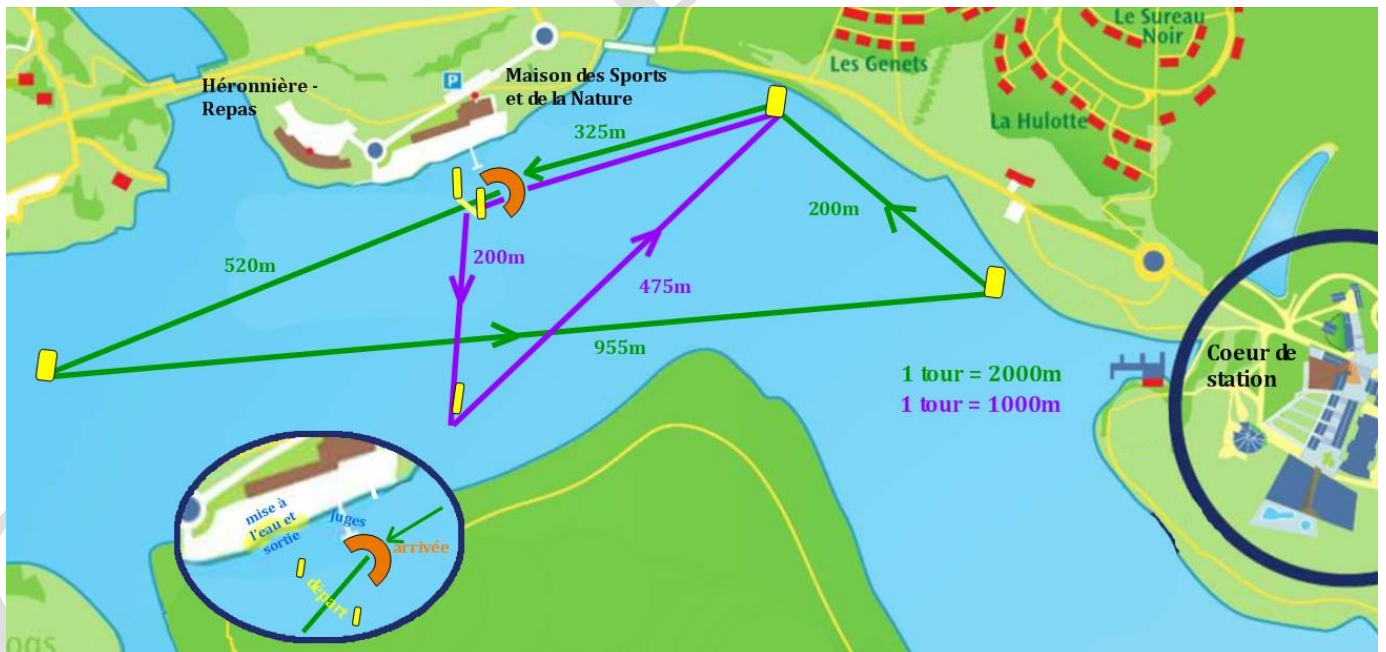 Le Sureau
Noir
Les Genets
La Hulotte
Héronnière -
Repas
P
Maison des Sports
et de la Nature
325m
200m
520m
200m
475m
955m
1 tour = 2000m
1 tour = 1000m
Coeur de
station
mise à
l'eau et
sortie
juges
arrivée
départ